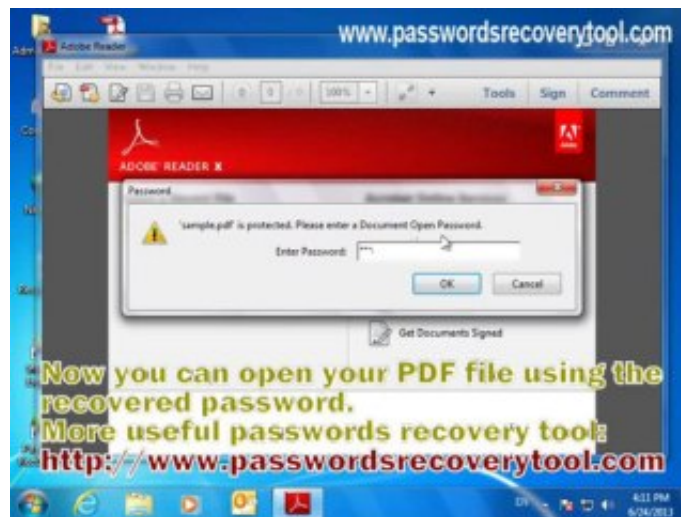 www.passwordsrecoverytool.com
Adobe Reader
File Edit View Window Help
100%
Tools Sign Comment
ADOBE READER X
Adobe
Password
'sample.pdf' is protected. Please enter a Document Open Password.
Enter Password:
OK Cancel
Get Documents Signed
Now you can open your PDF file using the
recovered password.
More useful passwords recovery tool:
http://www.passwordsrecoverytool.com
4:11 PM
6/24/2013